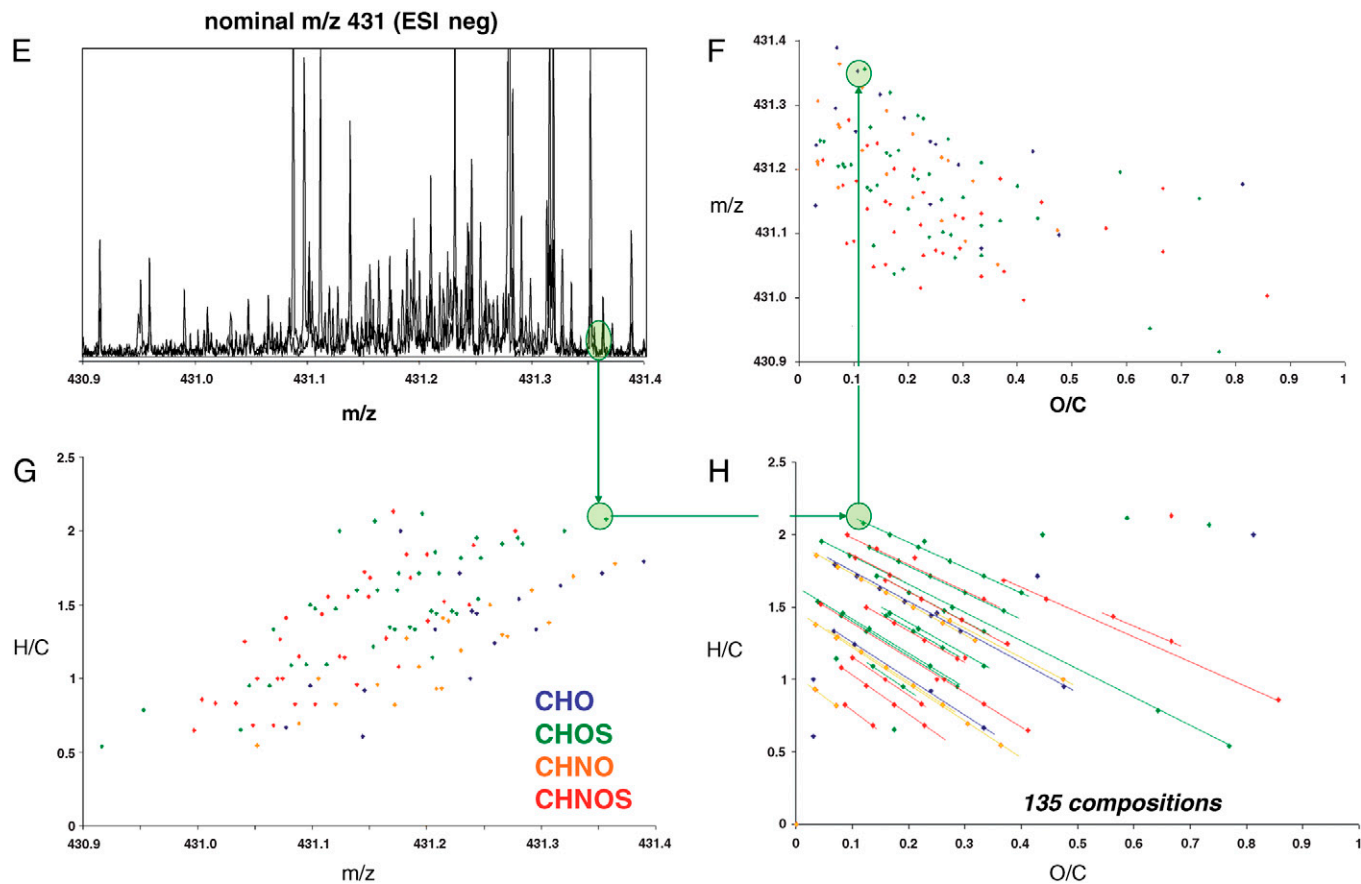 nominal m/z 431 (ESI neg)
E
430.9 431.0 431.1 431.2 431.3 431.4
m/z
F
431.4
431.3
431.2
m/z
431.1
431.0
430.9
0 0.1 0.2 0.3 0.4 0.5 0.6 0.7 0.8 0.9 1
O/C
G
2.5
2
1.5
H/C
1
0.5
0
430.9 431.0 431.1 431.2 431.3 431.4
m/z
CHO
CHOS
CHNO
CHNOS
H
2.5
2
1.5
H/C
1
0.5
0
135 compositions
0 0.1 0.2 0.3 0.4 0.5 0.6 0.7 0.8 0.9 1
O/C